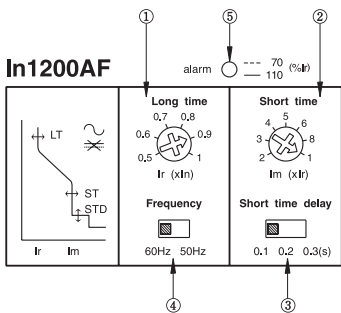 ① ⑤ ②
In1200AF
alarm --- 70 — 110 (%Ir)
Long time
0.5 0.6 0.7 0.8 0.9 1
Ir (xIn)
Short time
2 3 4 5 6 8 1
Im (xIr)
LT
ST
STD
Ir Im
Frequency
60Hz 50Hz
Short time delay
0.1 0.2 0.3(s)
④ ③